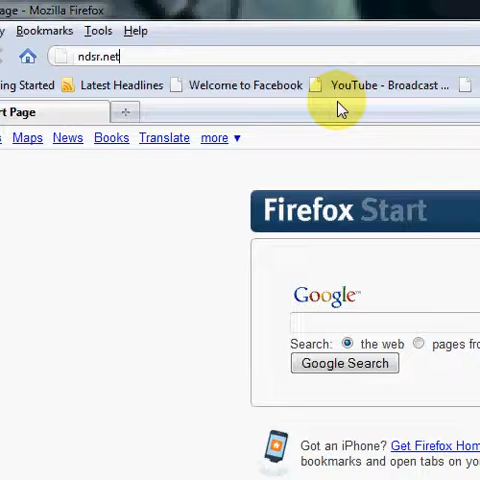 age - Mozilla Firefox
y Bookmarks Tools Help
ndsr.net
ing Started Latest Headlines Welcome to Facebook YouTube - Broadcast ...
rt Page
Maps News Books Translate more ▼
Firefox Start
Google™
Search: the web pages fro
Google Search
Got an iPhone? Get Firefox Hom
bookmarks and open tabs on yo